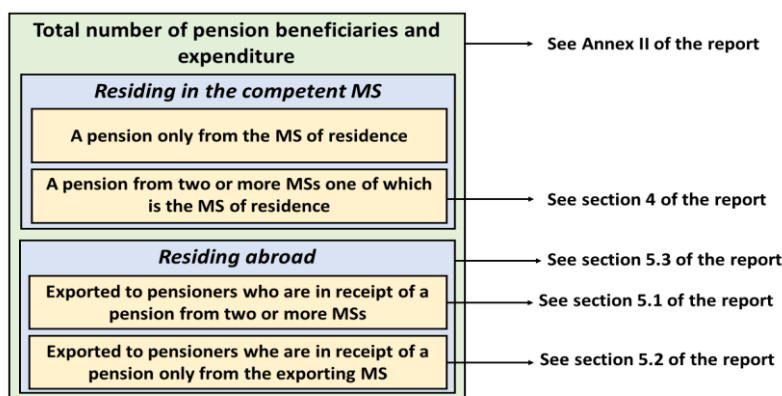 Total number of pension beneficiaries and
expenditure
See Annex II of the report
Residing in the competent MS
A pension only from the MS of residence
A pension from two or more MSs one of which
is the MS of residence
See section 4 of the report
Residing abroad
See section 5.3 of the report
Exported to pensioners who are in receipt of a
pension from two or more MSs
See section 5.1 of the report
Exported to pensioners whe are in receipt of a
pension only from the exporting MS
See section 5.2 of the report